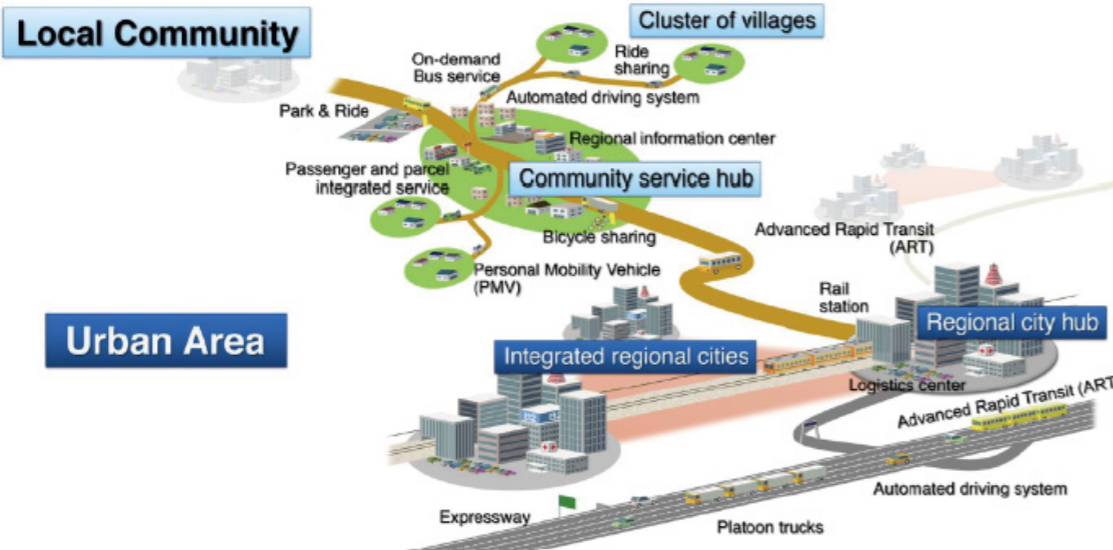 Local Community
Cluster of villages
On-demand
Bus service
Ride
sharing
Automated driving system
Park & Ride
Regional information center
Passenger and parcel
integrated service
Community service hub
Bicycle sharing
Personal Mobility Vehicle
(PMV)
Advanced Rapid Transit
(ART)
Rail
station
Urban Area
Integrated regional cities
Regional city hub
Logistics center
Advanced Rapid Transit (ART
Automated driving system
Expressway
Platoon trucks